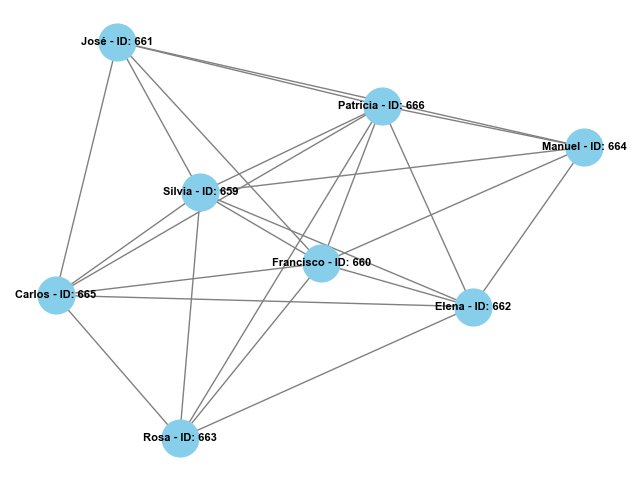 José - ID: 661
Patricia - ID: 666
Manuel - ID: 664
Silvia - ID: 659
Francisco - ID: 660
Carlos - ID: 665
Elena - ID: 662
Rosa - ID: 663